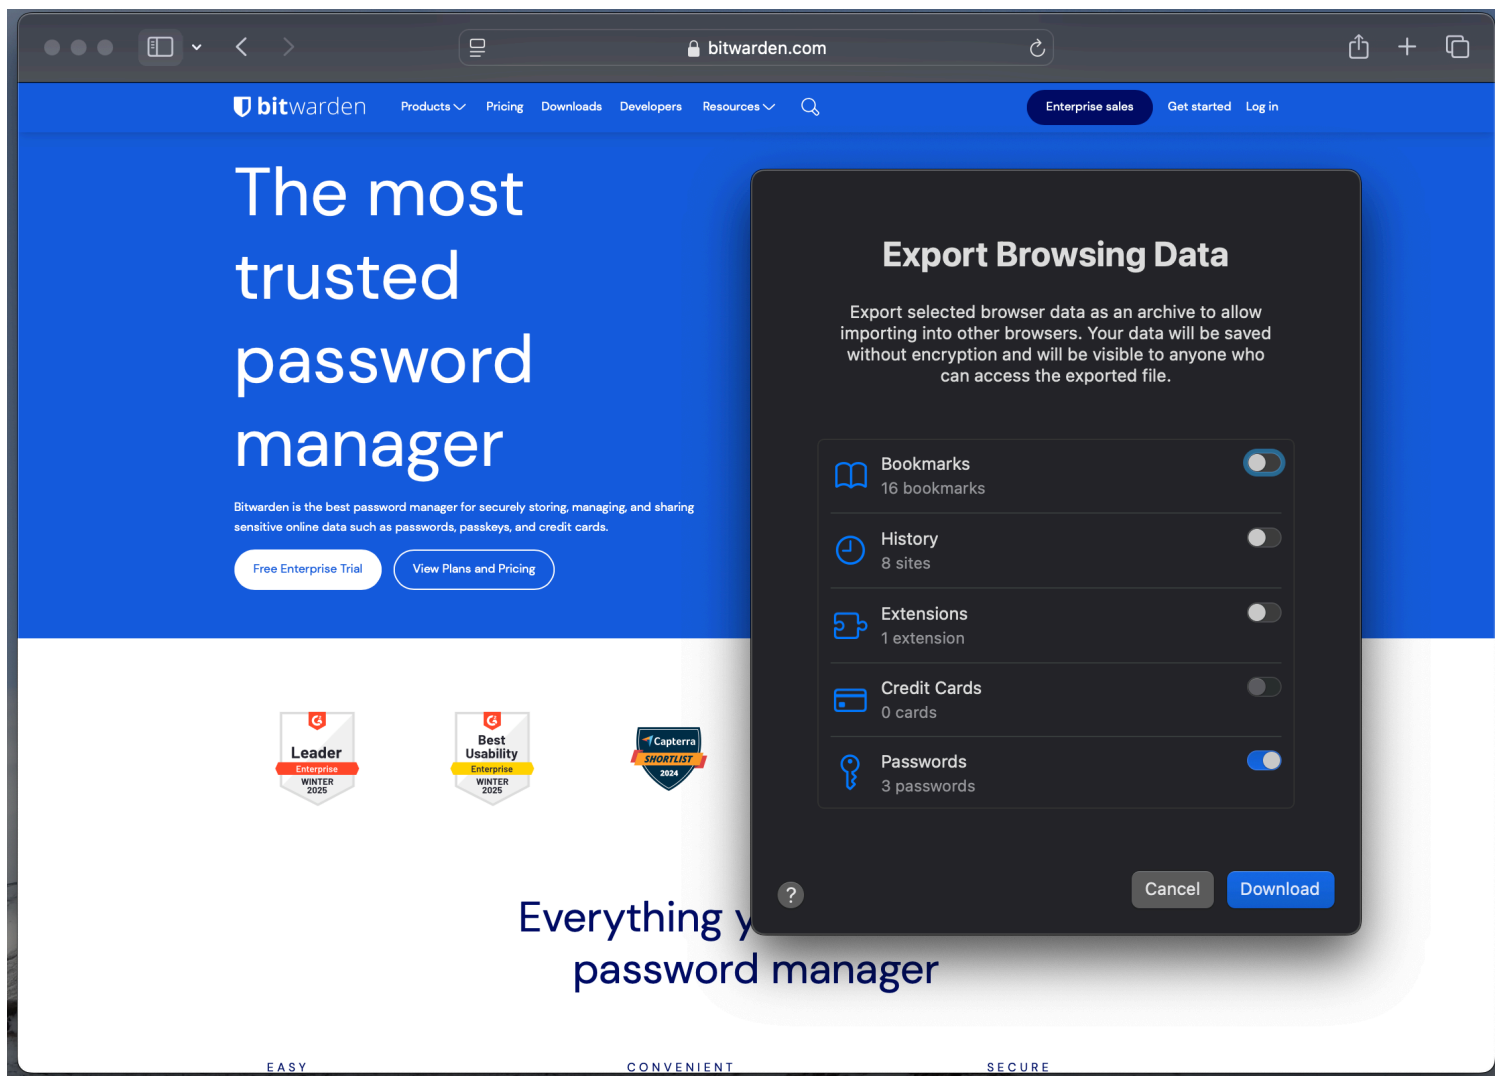 bitwarden.com
bitwarden
Products
Pricing
Downloads
Developers
Resources
Enterprise sales
Get started
Log in
The most
trusted
password
manager
Bitwarden is the best password manager for securely storing, managing, and sharing
sensitive online data such as passwords, passkeys, and credit cards.
Free Enterprise Trial
View Plans and Pricing
Leader
Enterprise
WINTER
2025
Best
Usability
Enterprise
WINTER
2025
Capterra
SHORTLIST
2024
Everything y
password manager
EASY
CONVENIENT
SECURE
Export Browsing Data
Export selected browser data as an archive to allow
importing into other browsers. Your data will be saved
without encryption and will be visible to anyone who
can access the exported file.
Bookmarks
16 bookmarks
History
8 sites
Extensions
1 extension
Credit Cards
0 cards
Passwords
3 passwords
?
Cancel
Download